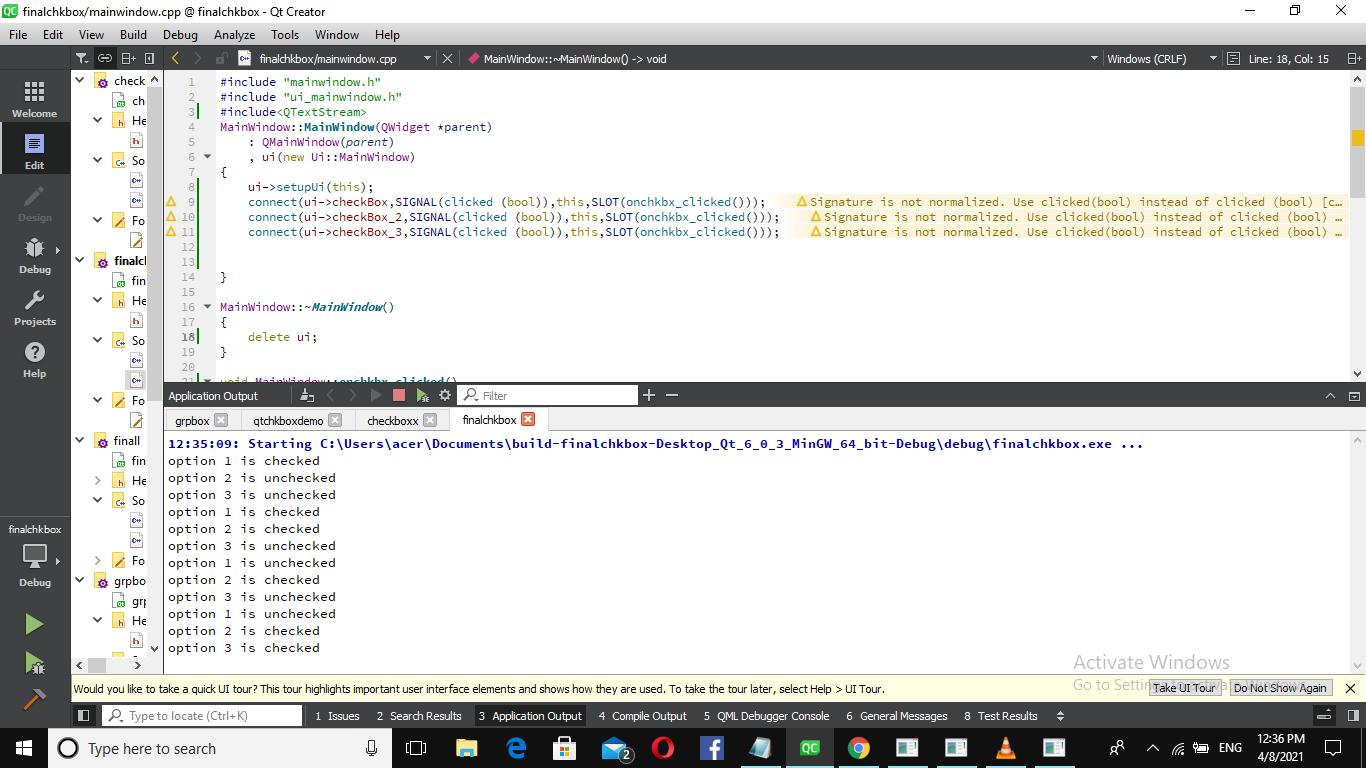 finalchkbox/mainwindow.cpp @ finalchkbox - Qt Creator
File Edit View Build Debug Analyze Tools Window Help
finalchkbox/mainwindow.cpp MainWindow::~MainWindow() -> void Windows (CRLF) Line: 18, Col: 15
Welcome
Edit
Design
Debug
Projects
Help
finalchkbox
Debug
check
ch
He
So
Fo
finalcl
fin
He
So
Fo
finall
fin
He
So
Fo
grpbo
grp
He
1 #include "mainwindow.h"
2 #include "ui_mainwindow.h"
3 #include<QTextStream>
4 MainWindow::MainWindow(QWidget *parent)
5 : QMainWindow(parent)
6 , ui(new Ui::MainWindow)
7 {
8 ui->setupUi(this);
9 connect(ui->checkBox,SIGNAL(clicked (bool)),this,SLOT(onchkbx_clicked())); Signature is not normalized. Use clicked(bool) instead of clicked (bool) [c…
10 connect(ui->checkBox_2,SIGNAL(clicked (bool)),this,SLOT(onchkbx_clicked())); Signature is not normalized. Use clicked(bool) instead of clicked (bool) …
11 connect(ui->checkBox_3,SIGNAL(clicked (bool)),this,SLOT(onchkbx_clicked())); Signature is not normalized. Use clicked(bool) instead of clicked (bool) …
12
13
14 }
15
16 MainWindow::~MainWindow()
17 {
18 delete ui;
19 }
20
21 void MainWindow::onchkbx_clicked()
Application Output Filter
grpbox qtchkboxdemo checkboxx finalchkbox
12:35:09: Starting C:\Users\acer\Documents\build-finalchkbox-Desktop_Qt_6_0_3_MinGW_64_bit-Debug\debug\finalchkbox.exe ...
option 1 is checked
option 2 is unchecked
option 3 is unchecked
option 1 is checked
option 2 is checked
option 3 is unchecked
option 1 is unchecked
option 2 is checked
option 3 is unchecked
option 1 is unchecked
option 2 is checked
option 3 is checked
Activate Windows
Go to Settin
Would you like to take a quick UI tour? This tour highlights important user interface elements and shows how they are used. To take the tour later, select Help > UI Tour. Take UI Tour Do Not Show Again
Type to locate (Ctrl+K) 1 Issues 2 Search Results 3 Application Output 4 Compile Output 5 QML Debugger Console 6 General Messages 8 Test Results
Type here to search 2 QC ENG 12:36 PM
4/8/2021